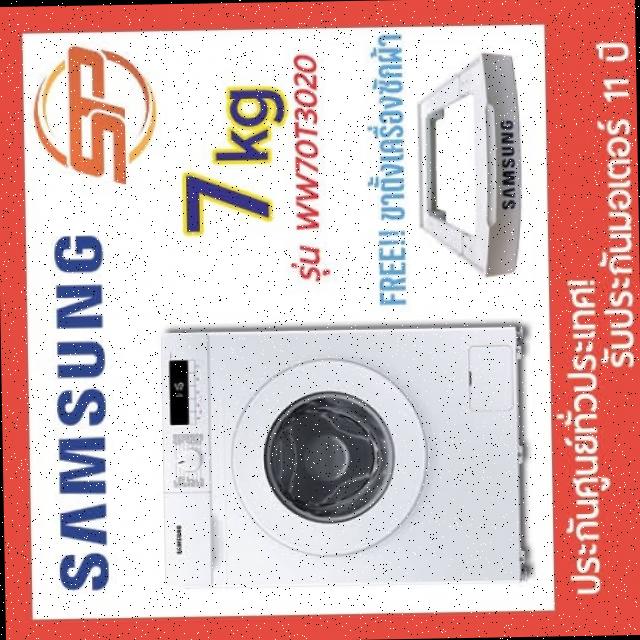 SP
SAMSUNG
7 kg
รุ่น WW70T3020
FREE!! ขาตั้งเครื่องซักผ้า
SAMSUNG
SAMSUNG
ประกันศูนย์ทั่วประเทศ!
รับประกันมอเตอร์ 11 ปี